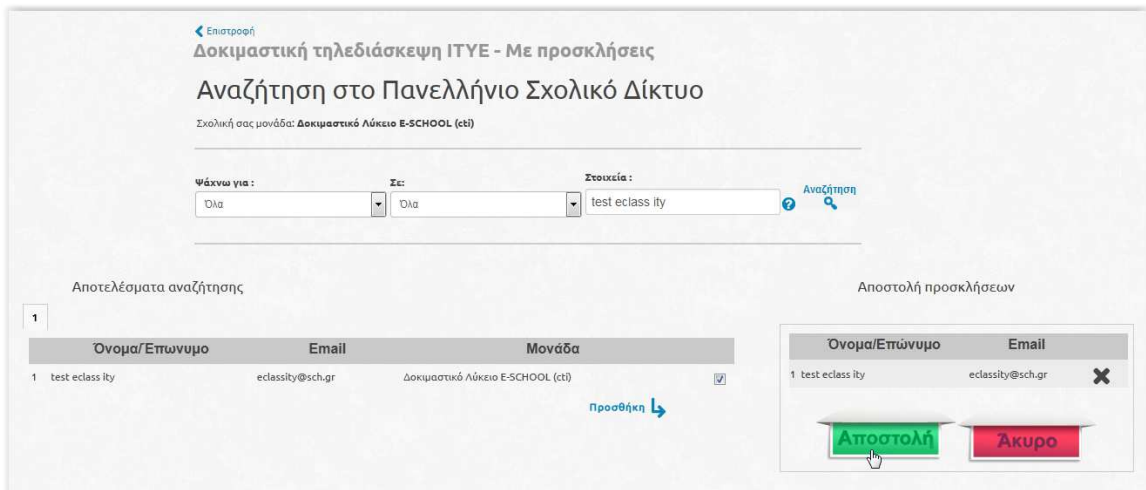 Επιστροφή
Δοκιμαστική τηλεδιάσκεψη ΙΤΥΕ - Με προσκλήσεις
Αναζήτηση στο Πανελλήνιο Σχολικό Δίκτυο
Σχολική σας μονάδα: Δοκιμαστικό Λύκειο E-SCHOOL (cti)
Ψάχνω για : Σε: Στοιχεία :
Όλα Όλα test eclass ity Αναζήτηση
Αποτελέσματα αναζήτησης
1
Όνομα/Έπωνυμο Email Μονάδα
1 test eclass ity eclassity@sch.gr Δοκιμαστικό Λύκειο E-SCHOOL (cti)
Προσθήκη
Αποστολή προσκλήσεων
Όνομα/Επώνυμο Email
1 test eclass ity eclassity@sch.gr
Αποστολή Άκυρο